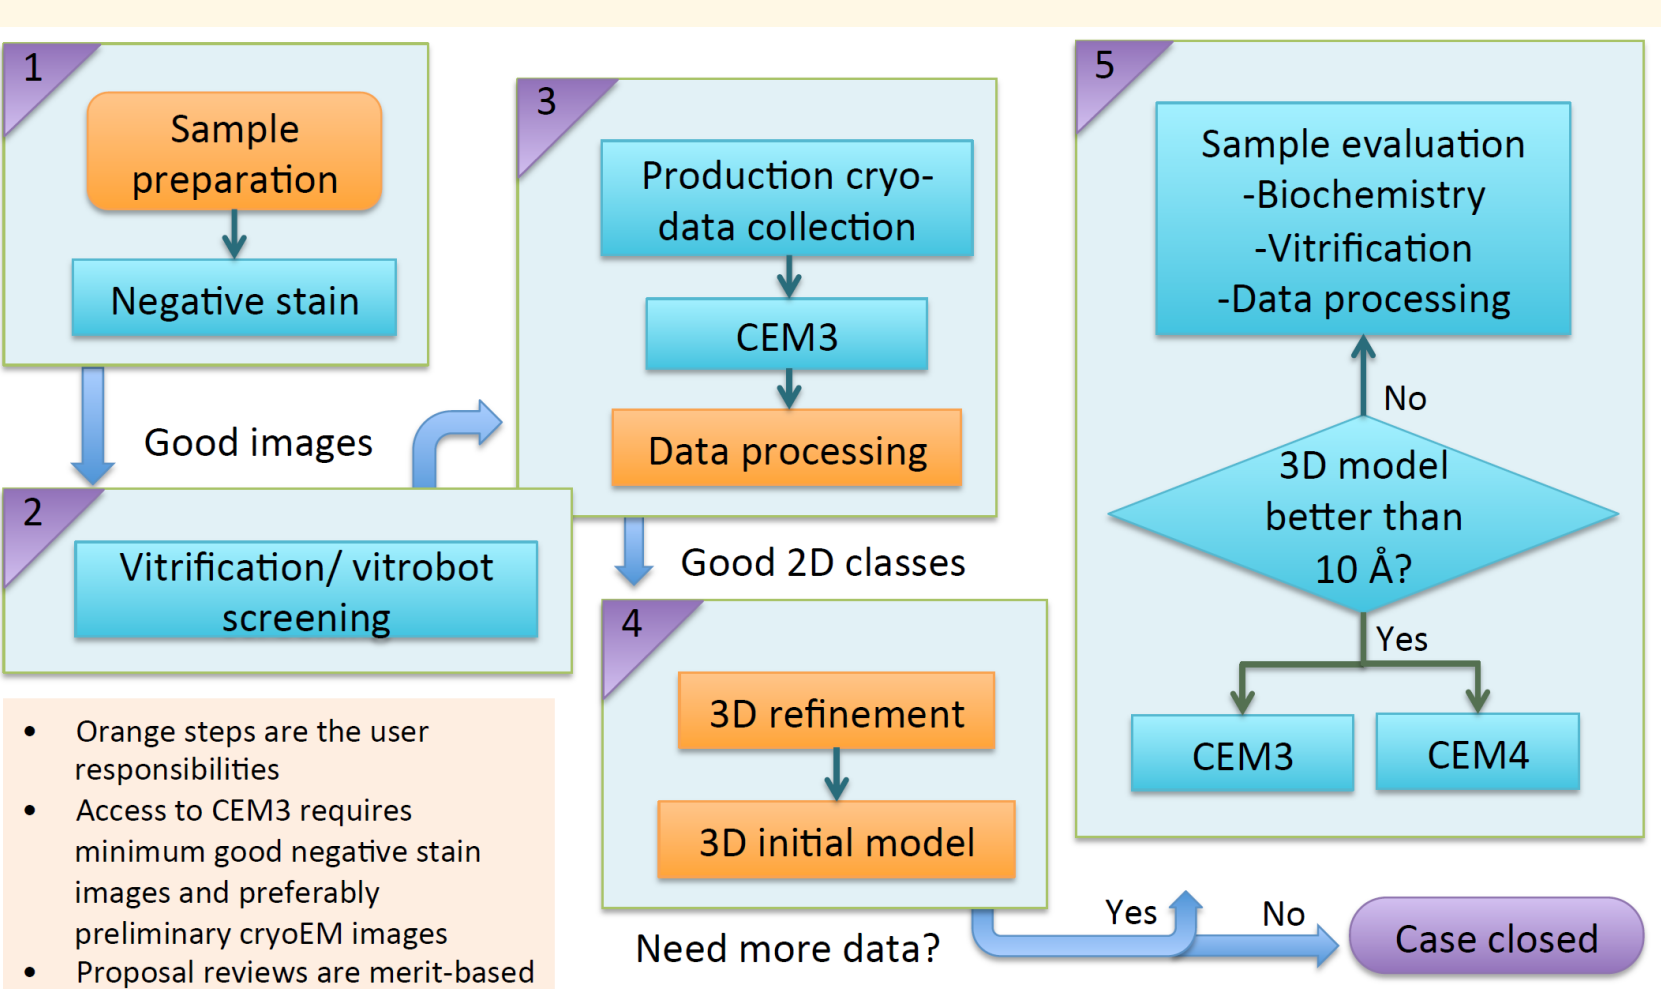 1
Sample
preparation
Negative stain
Good images
2
Vitrification/ vitrobot
screening
3
Production cryo-
data collection
CEM3
Data processing
Good 2D classes
4
3D refinement
3D initial model
Need more data?
Yes
No
Case closed
5
Sample evaluation
-Biochemistry
-Vitrification
-Data processing
No
3D model
better than
10 Å?
Yes
CEM3
CEM4
• Orange steps are the user
responsibilities
• Access to CEM3 requires
minimum good negative stain
images and preferably
preliminary cryoEM images
• Proposal reviews are merit-based